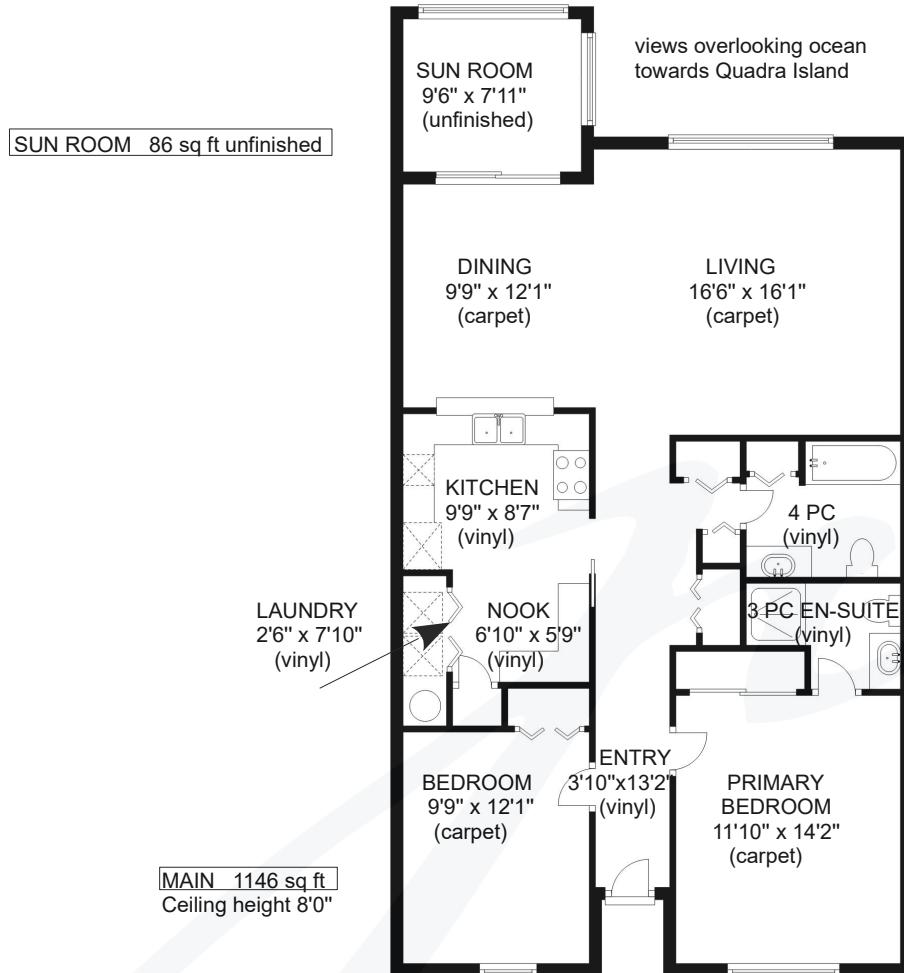 views overlooking ocean
towards Quadra Island
SUN ROOM
9'6" x 7'11"
(unfinished)
SUN ROOM   86 sq ft unfinished
DINING
9'9" x 12'1"
(carpet)
LIVING
16'6" x 16'1"
(carpet)
KITCHEN
9'9" x 8'7"
(vinyl)
4 PC
(vinyl)
LAUNDRY
2'6" x 7'10"
(vinyl)
NOOK
6'10" x 5'9"
(vinyl)
3 PC EN-SUITE
(vinyl)
ENTRY
3'10"x13'2"
(vinyl)
BEDROOM
9'9" x 12'1"
(carpet)
PRIMARY
BEDROOM
11'10" x 14'2"
(carpet)
MAIN   1146 sq ft
Ceiling height 8'0"